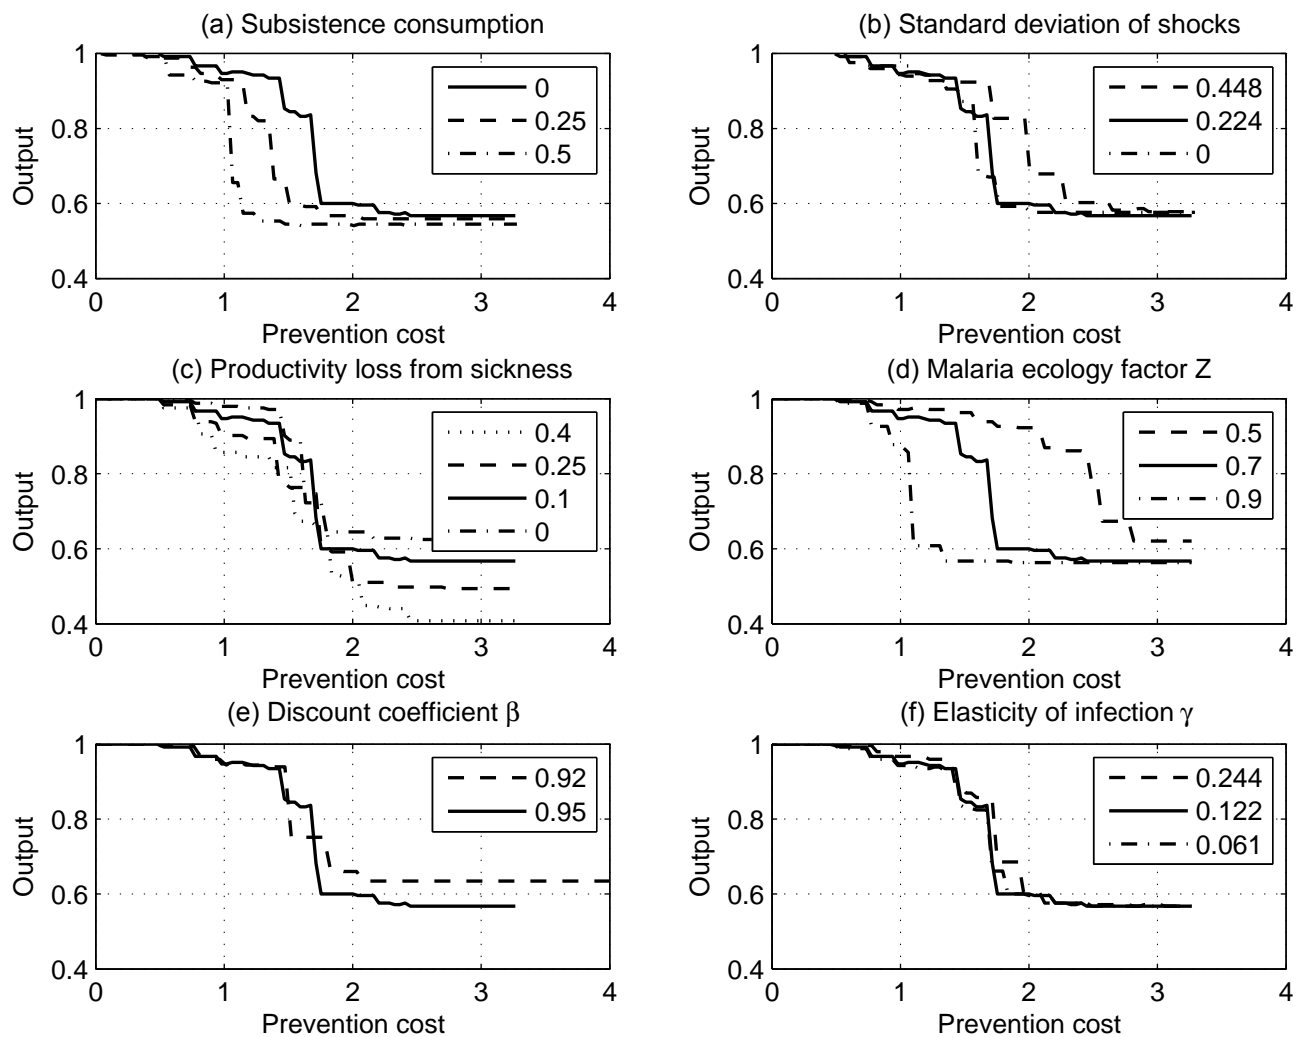 (a) Subsistence consumption
1
0.8
0.6
0.4
Output
0
0.25
0.5
0 1 2 3 4
Prevention cost
(b) Standard deviation of shocks
1
0.8
0.6
0.4
Output
0.448
0.224
0
0 1 2 3 4
Prevention cost
(c) Productivity loss from sickness
1
0.8
0.6
0.4
Output
0.4
0.25
0.1
0
0 1 2 3 4
Prevention cost
(d) Malaria ecology factor Z
1
0.8
0.6
0.4
Output
0.5
0.7
0.9
0 1 2 3 4
Prevention cost
(e) Discount coefficient β
1
0.8
0.6
0.4
Output
0.92
0.95
0 1 2 3 4
Prevention cost
(f) Elasticity of infection γ
1
0.8
0.6
0.4
Output
0.244
0.122
0.061
0 1 2 3 4
Prevention cost